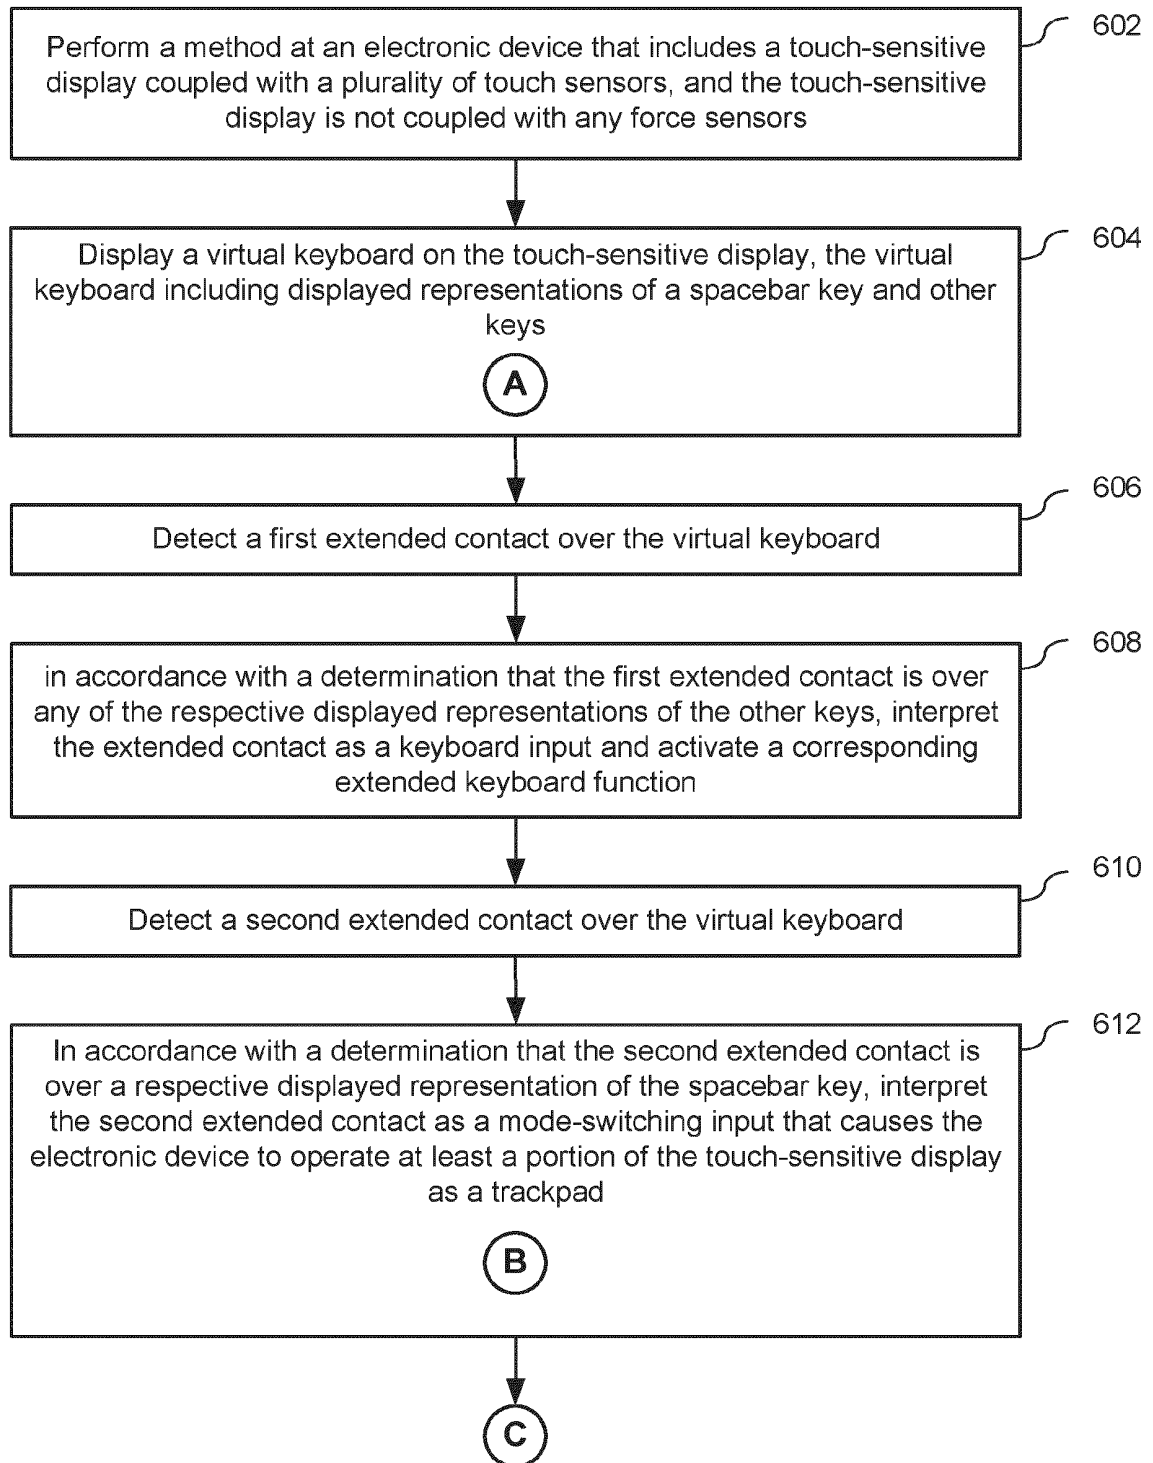 602
Perform a method at an electronic device that includes a touch-sensitive
display coupled with a plurality of touch sensors, and the touch-sensitive
display is not coupled with any force sensors
604
Display a virtual keyboard on the touch-sensitive display, the virtual
keyboard including displayed representations of a spacebar key and other
keys
A
606
Detect a first extended contact over the virtual keyboard
608
in accordance with a determination that the first extended contact is over
any of the respective displayed representations of the other keys, interpret
the extended contact as a keyboard input and activate a corresponding
extended keyboard function
610
Detect a second extended contact over the virtual keyboard
612
In accordance with a determination that the second extended contact is
over a respective displayed representation of the spacebar key, interpret
the second extended contact as a mode-switching input that causes the
electronic device to operate at least a portion of the touch-sensitive display
as a trackpad
B
C